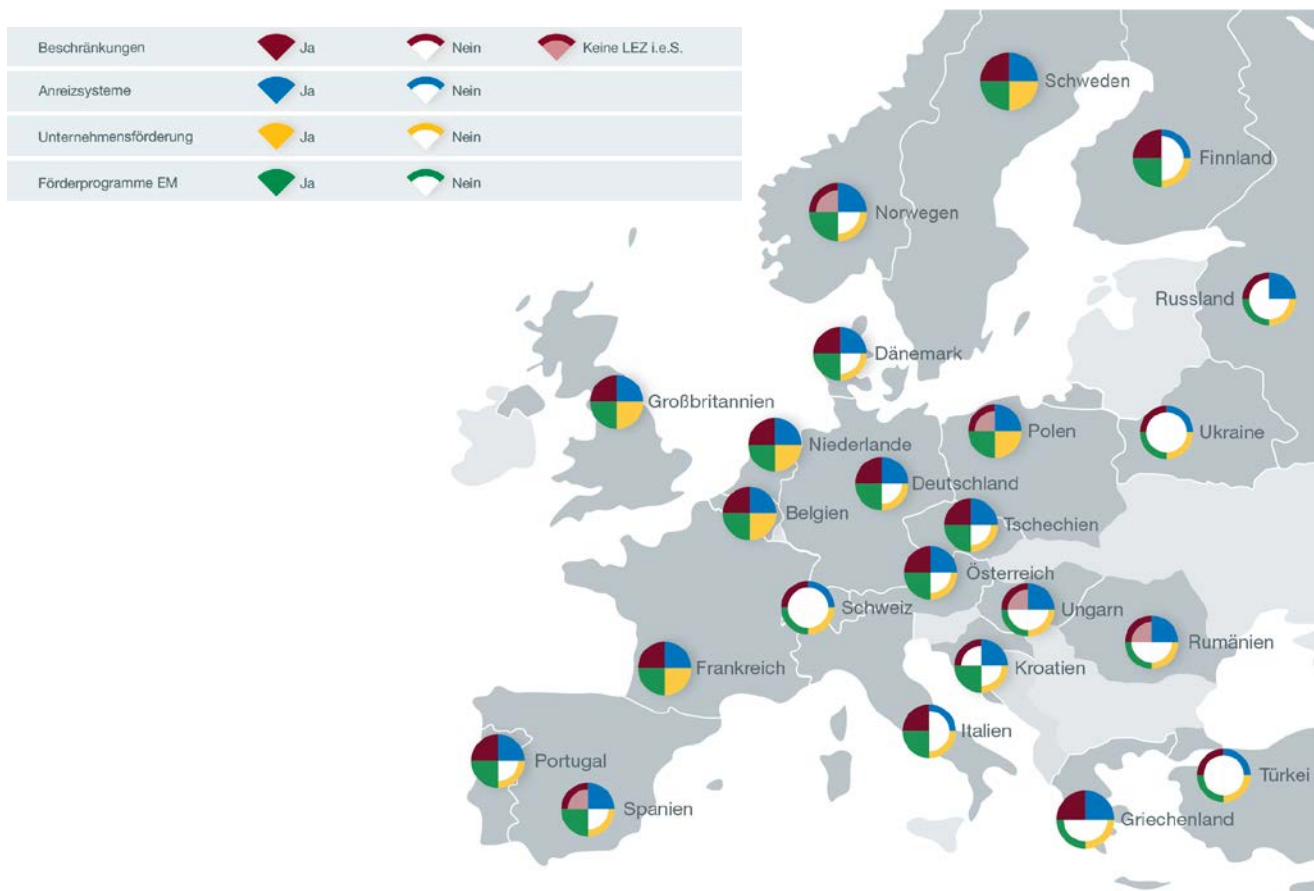 Beschränkungen Ja Nein Keine LEZ i.e.S.
Anreizsysteme Ja Nein
Unternehmensförderung Ja Nein
Förderprogramme EM Ja Nein
Schweden
Finnland
Norwegen
Russland
Dänemark
Großbritannien
Polen
Ukraine
Niederlande
Deutschland
Belgien
Tschechien
Österreich
Schweiz
Ungarn
Rumänien
Frankreich
Kroatien
Italien
Portugal
Türkei
Spanien
Griechenland